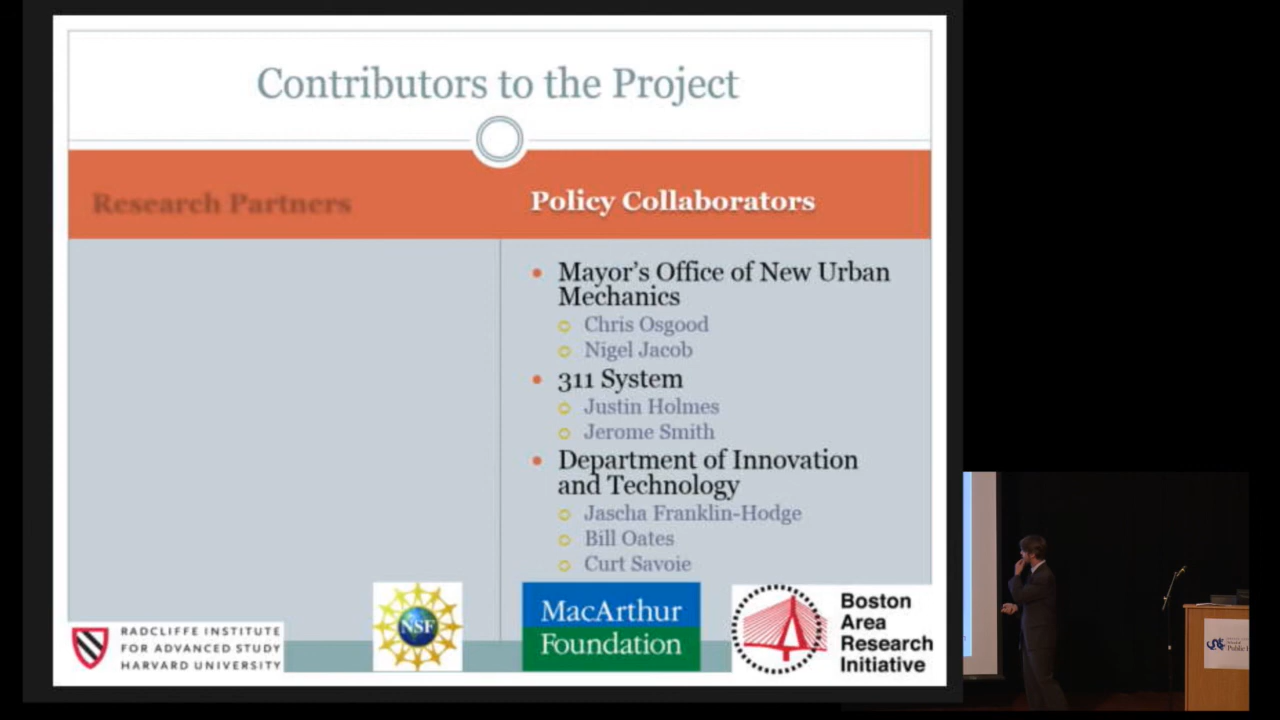 Contributors to the Project
Research Partners
Policy Collaborators
Mayor's Office of New Urban
Mechanics
Chris Osgood
Nigel Jacob
311 System
Justin Holmes
Jerome Smith
Department of Innovation
and Technology
Jascha Franklin-Hodge
Bill Oates
Curt Savoie
RADCLIFFE INSTITUTE
FOR ADVANCED STUDY
HARVARD UNIVERSITY
NSF
MacArthur
Foundation
Boston
Area
Research
Initiative
Public